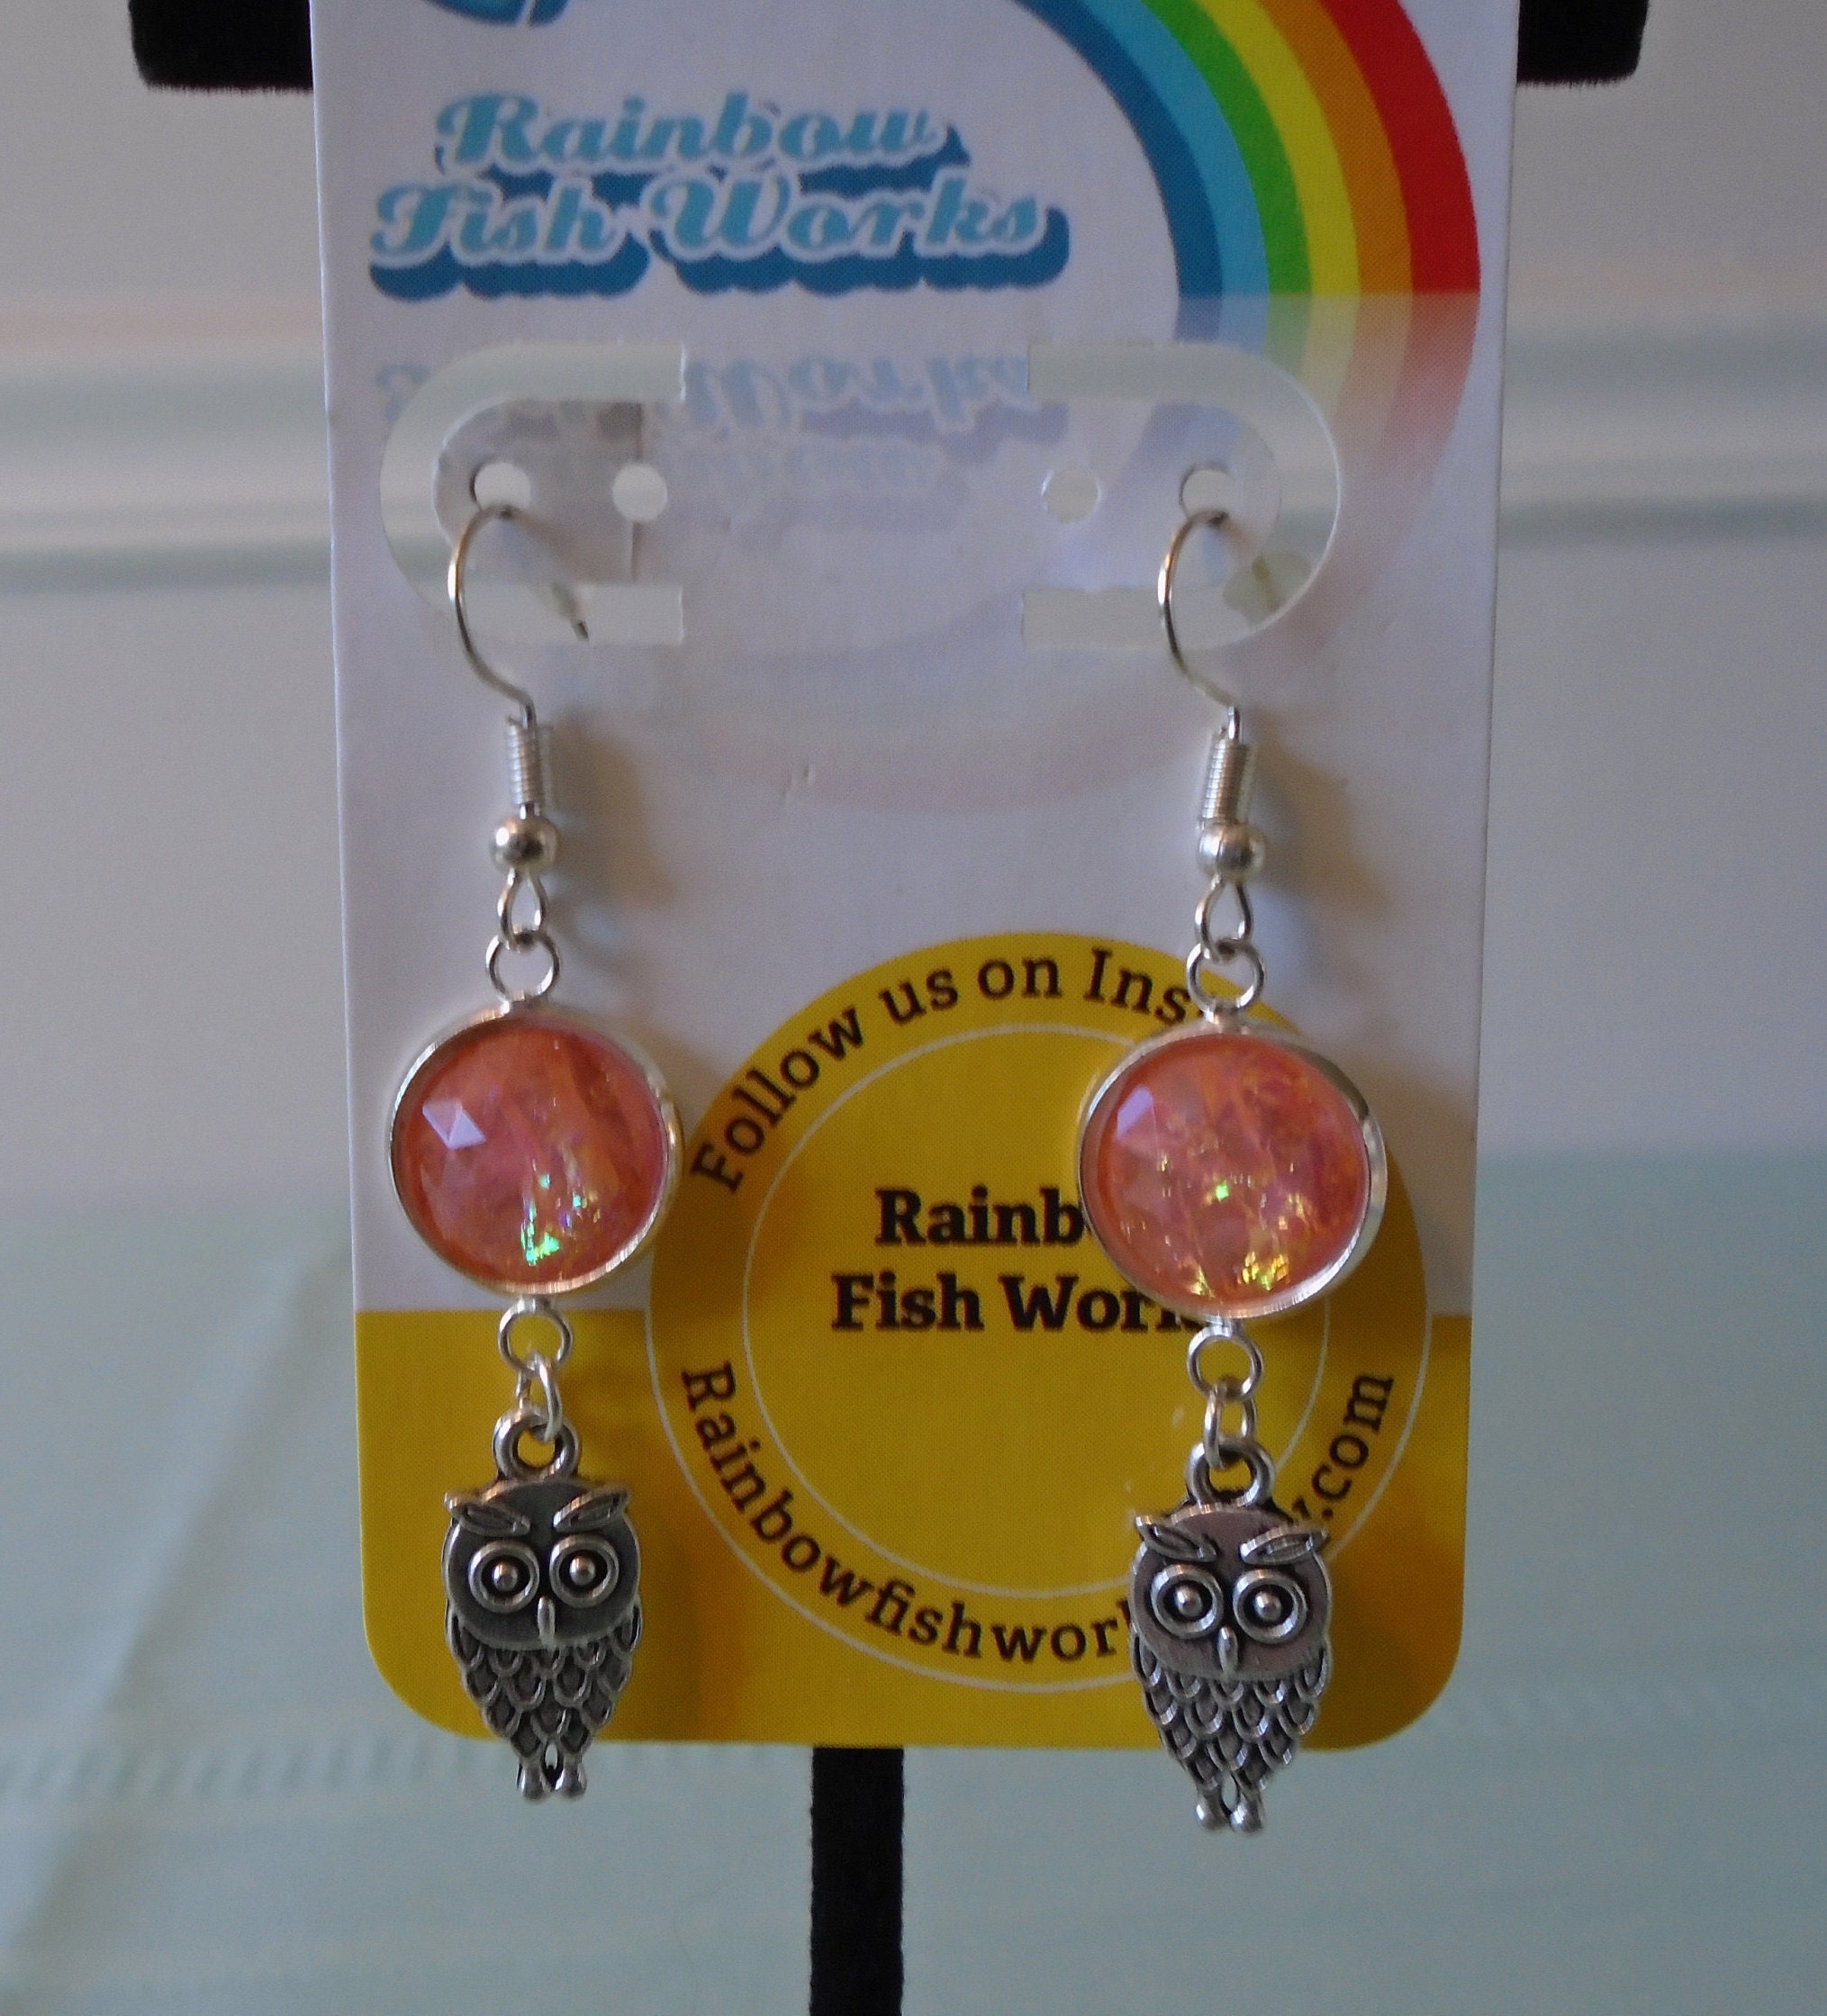 Rainbow
Fish Works
Follow us on Ins
Rainb
Fish Work
Rainbowfishwor
.com